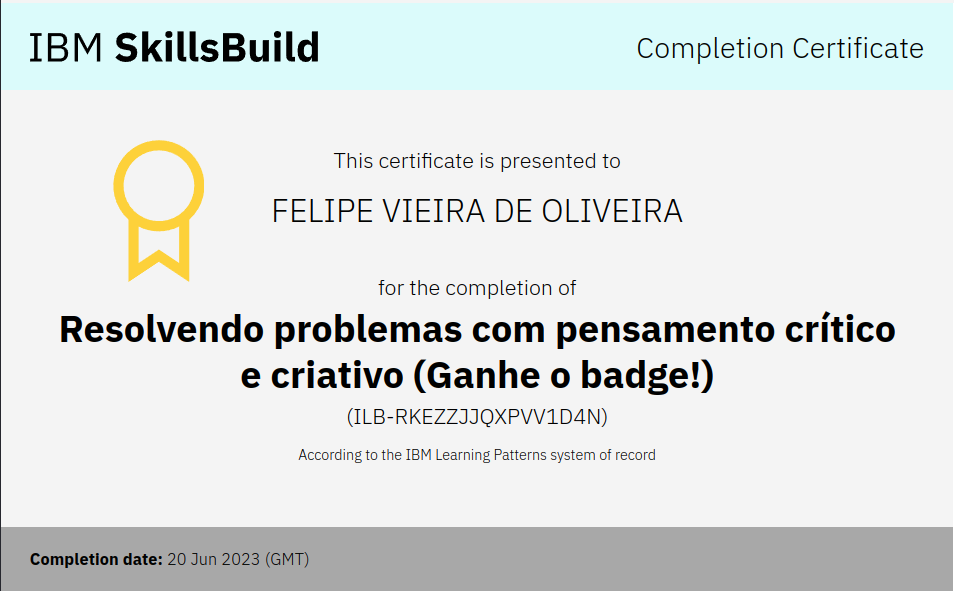 IBM SkillsBuild
Completion Certificate
This certificate is presented to
FELIPE VIEIRA DE OLIVEIRA
for the completion of
Resolvendo problemas com pensamento crítico
e criativo (Ganhe o badge!)
(ILB-RKEZZJJQXPVV1D4N)
According to the IBM Learning Patterns system of record
Completion date: 20 Jun 2023 (GMT)